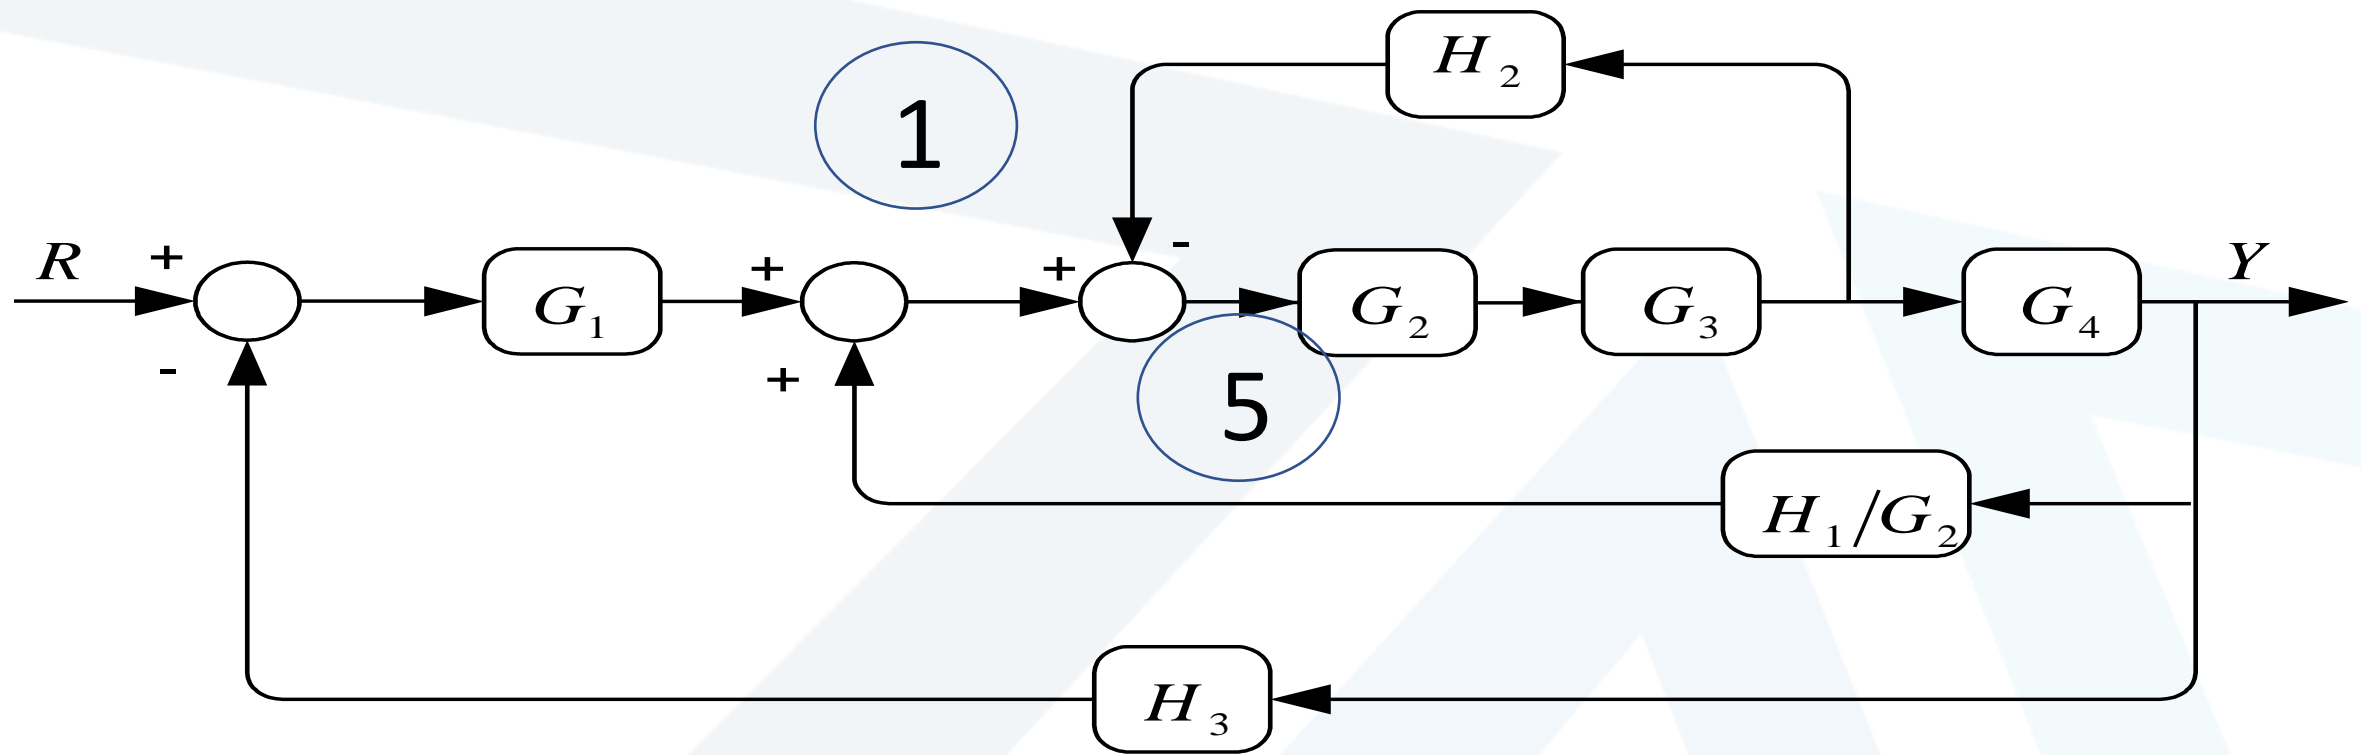 H₂
1
R + G₁ + + - G₂ G₃ G₄ Y
- +
5
H₁/G₂
H₃